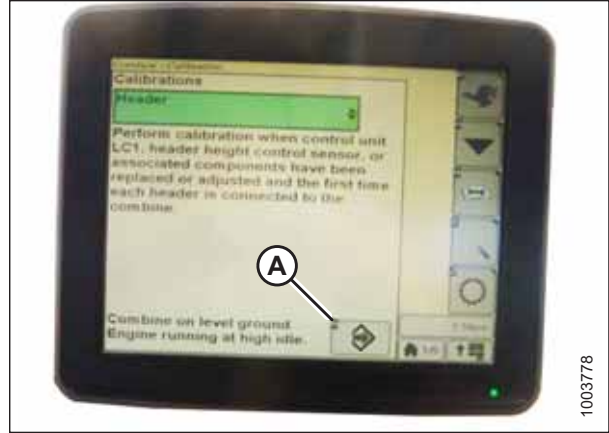 Combine - Calibration
Calibrations
Header
Perform calibration when control unit
LC1, header height control sensor, or
associated components have been
replaced or adjusted and the first time
each header is connected to the
combine.
A
Combine on level ground.
Engine running at high idle.
1003778